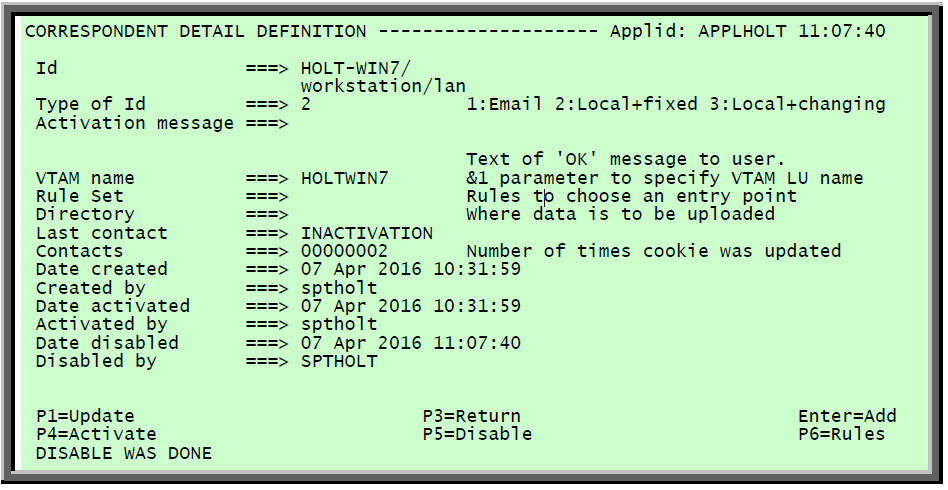 CORRESPONDENT DETAIL DEFINITION -------------------- Applid: APPLHOLT 11:07:40
Id ===> HOLT-WIN7/
workstation/lan
Type of Id ===> 2 1:Email 2:Local+fixed 3:Local+changing
Activation message ===>
Text of 'OK' message to user.
VTAM name ===> HOLTWIN7 &1 parameter to specify VTAM LU name
Rule Set ===> Rules to choose an entry point
Directory ===> Where data is to be uploaded
Last contact ===> INACTIVATION
Contacts ===> 00000002 Number of times cookie was updated
Date created ===> 07 Apr 2016 10:31:59
Created by ===> sptholt
Date activated ===> 07 Apr 2016 10:31:59
Activated by ===> sptholt
Date disabled ===> 07 Apr 2016 11:07:40
Disabled by ===> SPTHOLT
P1=Update P3=Return Enter=Add
P4=Activate P5=Disable P6=Rules
DISABLE WAS DONE